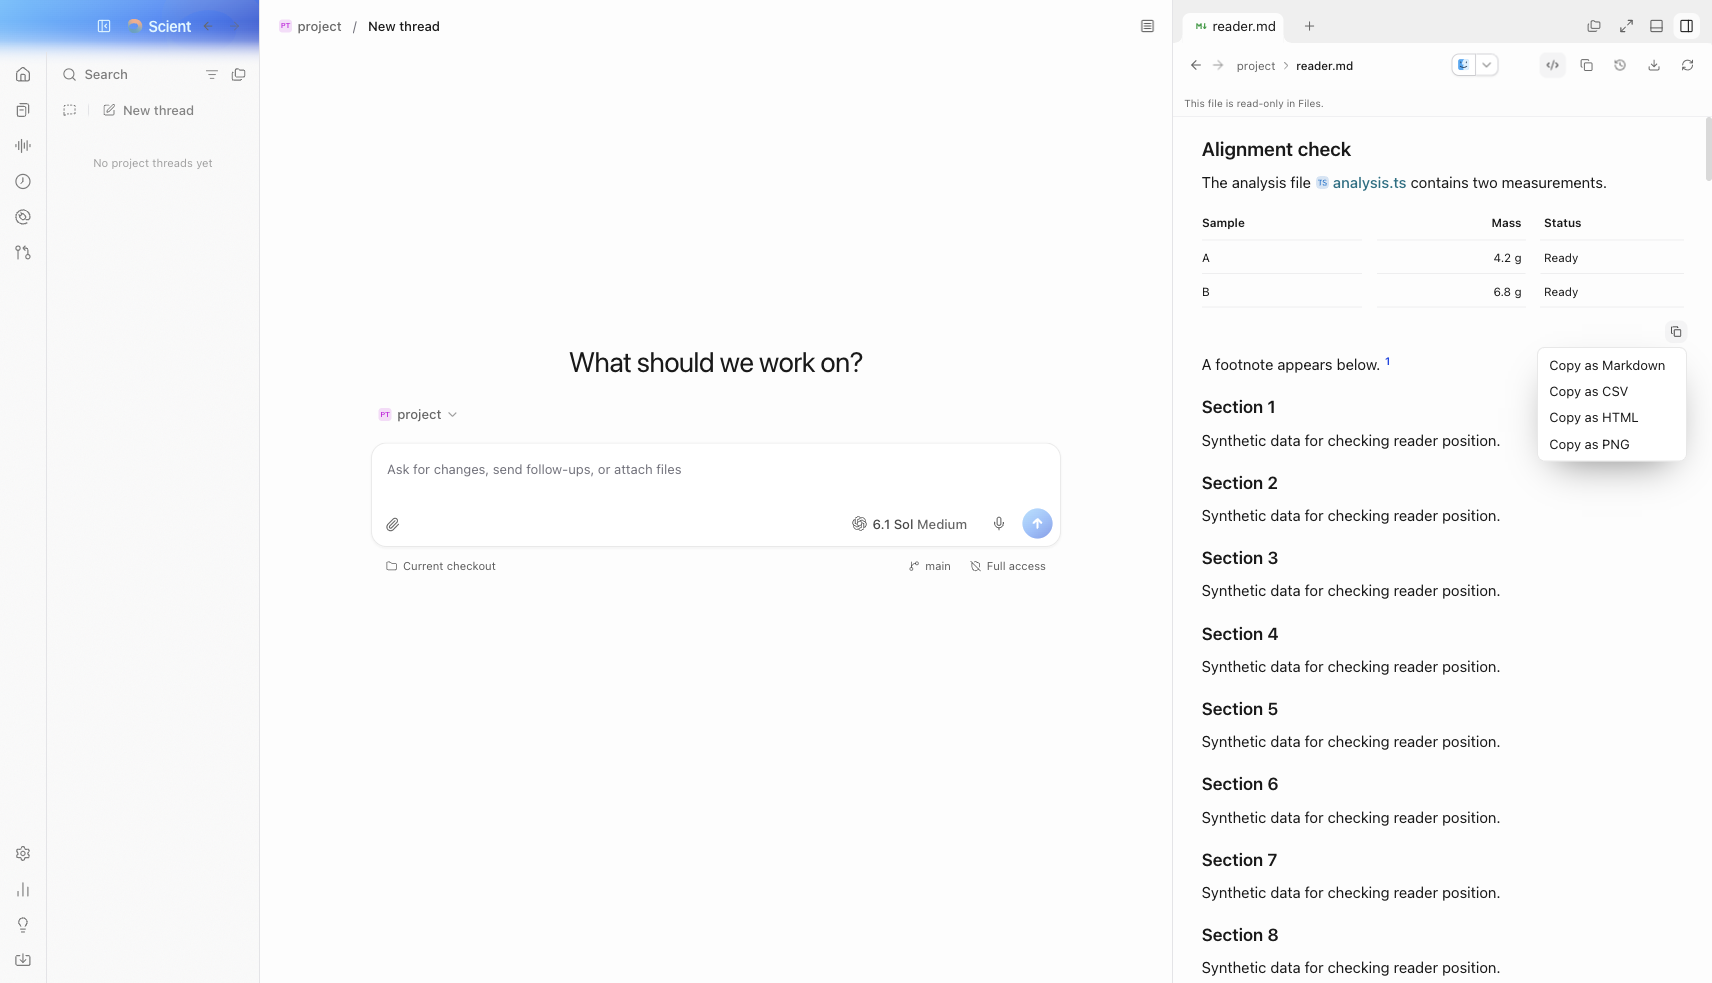 Scient
Search
New thread
No project threads yet
PT project / New thread
What should we work on?
PT project
Ask for changes, send follow-ups, or attach files
6.1 Sol Medium
Current checkout
main
Full access
M↓ reader.md
project > reader.md
This file is read-only in Files.
Alignment check
The analysis file TS analysis.ts contains two measurements.
Sample Mass Status
A 4.2 g Ready
B 6.8 g Ready
A footnote appears below. 1
Copy as Markdown
Copy as CSV
Copy as HTML
Copy as PNG
Section 1
Synthetic data for checking reader position.
Section 2
Synthetic data for checking reader position.
Section 3
Synthetic data for checking reader position.
Section 4
Synthetic data for checking reader position.
Section 5
Synthetic data for checking reader position.
Section 6
Synthetic data for checking reader position.
Section 7
Synthetic data for checking reader position.
Section 8
Synthetic data for checking reader position.